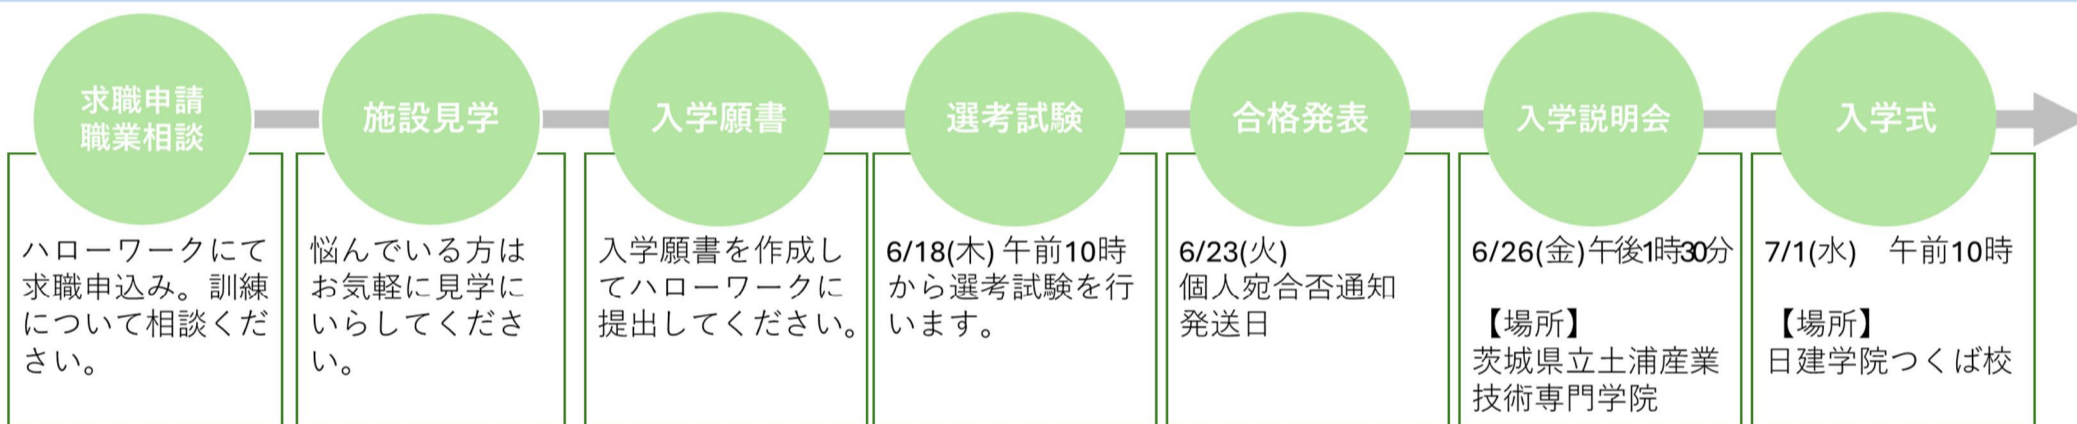 求職申請
職業相談
ハローワークにて
求職申込み。訓練
について相談くだ
さい。
施設見学
悩んでいる方は
お気軽に見学に
いらしてくださ
い。
入学願書
入学願書を作成し
てハローワークに
提出してください。
選考試験
6/18(木) 午前10時
から選考試験を行
います。
合格発表
6/23(火)
個人宛合否通知
発送日
入学説明会
6/26(金)午後1時30分
【場所】
茨城県立土浦産業
技術専門学院
入学式
7/1(水)　午前10時
【場所】
日建学院つくば校